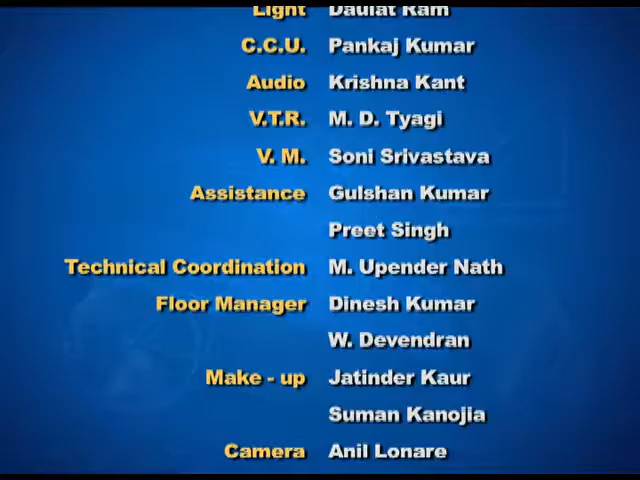 Light Daulat Ram
C.C.U. Pankaj Kumar
Audio Krishna Kant
V.T.R. M. D. Tyagi
V. M. Soni Srivastava
Assistance Gulshan Kumar
Preet Singh
Technical Coordination M. Upender Nath
Floor Manager Dinesh Kumar
W. Devendran
Make - up Jatinder Kaur
Suman Kanojia
Camera Anil Lonare